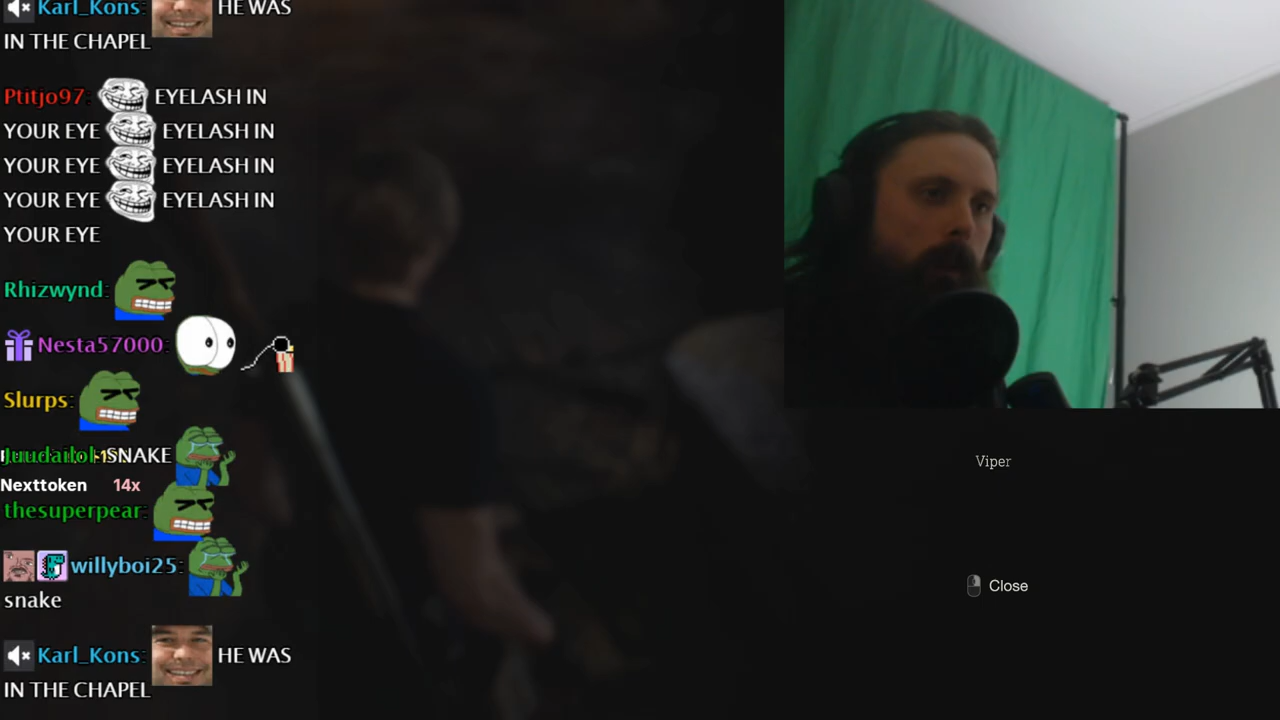 Karl_Kons: HE WAS
IN THE CHAPEL
Ptitjo97: EYELASH IN
YOUR EYE EYELASH IN
YOUR EYE EYELASH IN
YOUR EYE EYELASH IN
YOUR EYE
Rhizwynd:
Nesta57000:
Slurps:
Juudailol: SNAKE
Nexttoken 14x
thesuperpear:
willyboi25:
snake
Karl_Kons: HE WAS
IN THE CHAPEL
Viper
Close